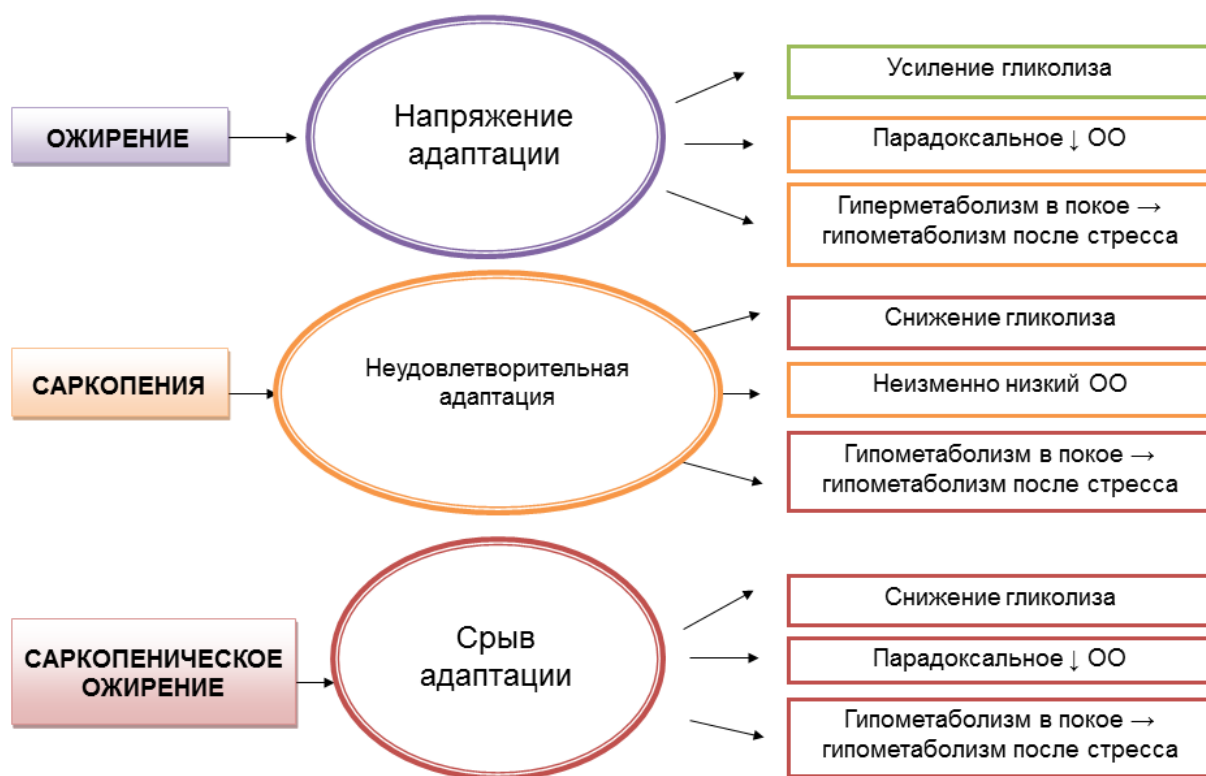 ОЖИРЕНИЕ
Напряжение
адаптации
Усиление гликолиза
Парадоксальное ↓ ОО
Гиперметаболизм в покое →
гипометаболизм после стресса
САРКОПЕНИЯ
Неудовлетворительная
адаптация
Снижение гликолиза
Неизменно низкий ОО
Гипометаболизм в покое →
гипометаболизм после стресса
САРКОПЕНИЧЕСКОЕ
ОЖИРЕНИЕ
Срыв
адаптации
Снижение гликолиза
Парадоксальное ↓ ОО
Гипометаболизм в покое →
гипометаболизм после стресса